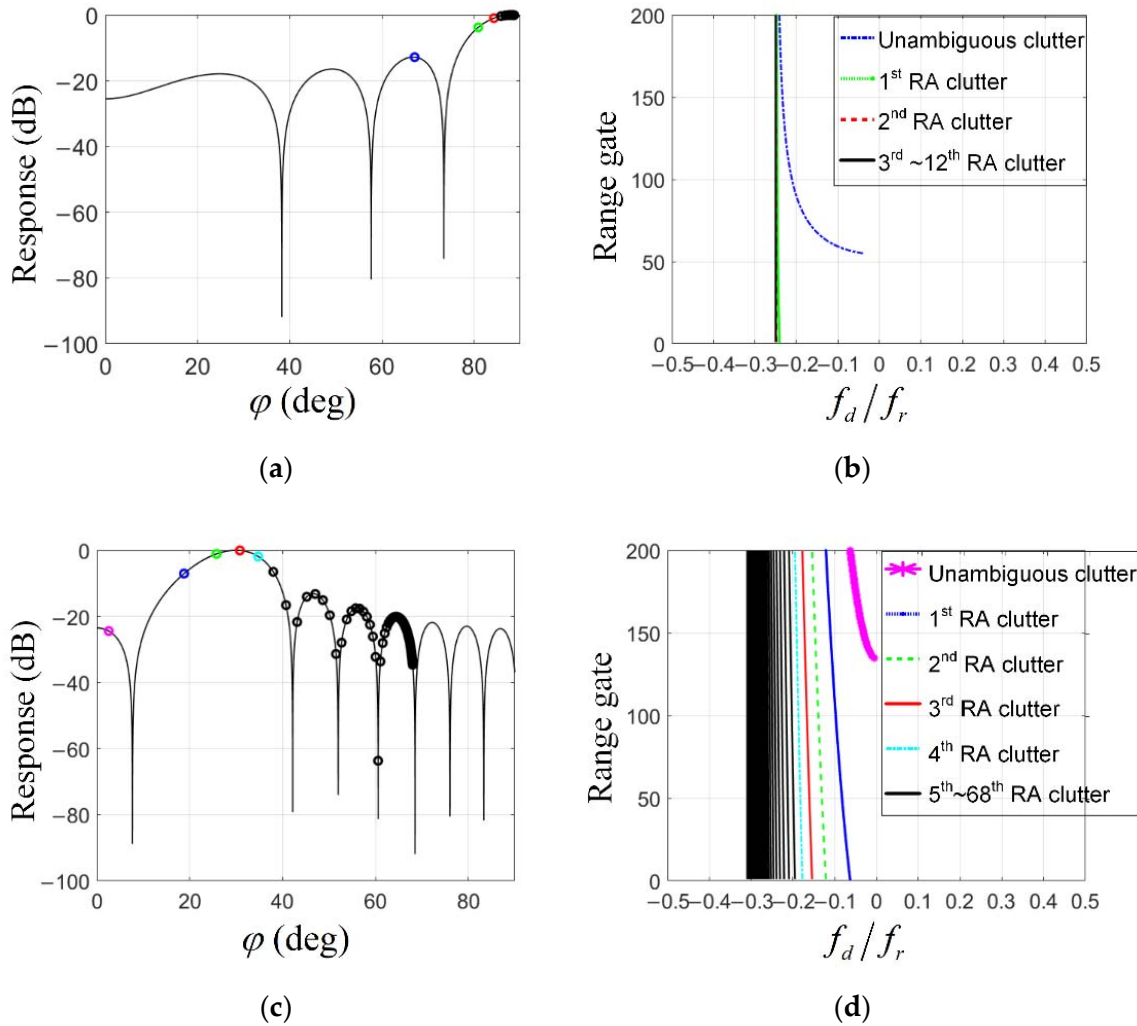 0
−20
−40
−60
−80
−100
Response (dB)
0 20 40 60 80
φ (deg)
(a)
200
150
100
50
0
Range gate
Unambiguous clutter
1st RA clutter
2nd RA clutter
3rd ~12th RA clutter
−0.5 −0.4 −0.3 −0.2 −0.1 0 0.1 0.2 0.3 0.4 0.5
fd / fr
(b)
0
−20
−40
−60
−80
−100
Response (dB)
0 20 40 60 80
φ (deg)
(c)
200
150
100
50
0
Range gate
Unambiguous clutter
1st RA clutter
2nd RA clutter
3rd RA clutter
4th RA clutter
5th~68th RA clutter
−0.5 −0.4 −0.3 −0.2 −0.1 0 0.1 0.2 0.3 0.4 0.5
fd / fr
(d)